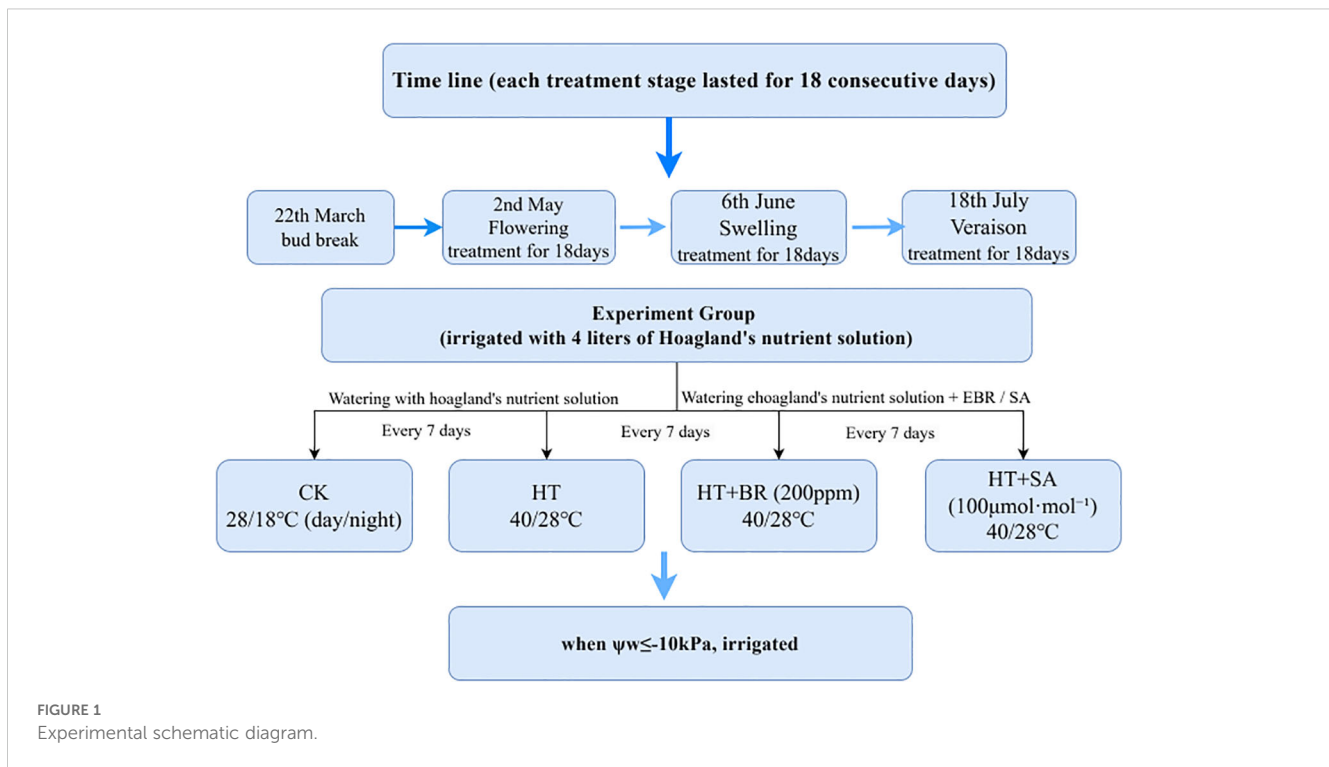 Time line (each treatment stage lasted for 18 consecutive days)
22th March
bud break
2nd May
Flowering
treatment for 18days
6th June
Swelling
treatment for 18days
18th July
Veraison
treatment for 18days
Experiment Group
(irrigated with 4 liters of Hoagland's nutrient solution)
Watering with hoagland's nutrient solution
Watering ehoagland's nutrient solution + EBR / SA
Every 7 days
Every 7 days
Every 7 days
CK
28/18℃ (day/night)
HT
40/28℃
HT+BR (200ppm)
40/28℃
HT+SA
(100μmol·mol⁻¹)
40/28℃
when ψw≤-10kPa, irrigated
FIGURE 1
Experimental schematic diagram.